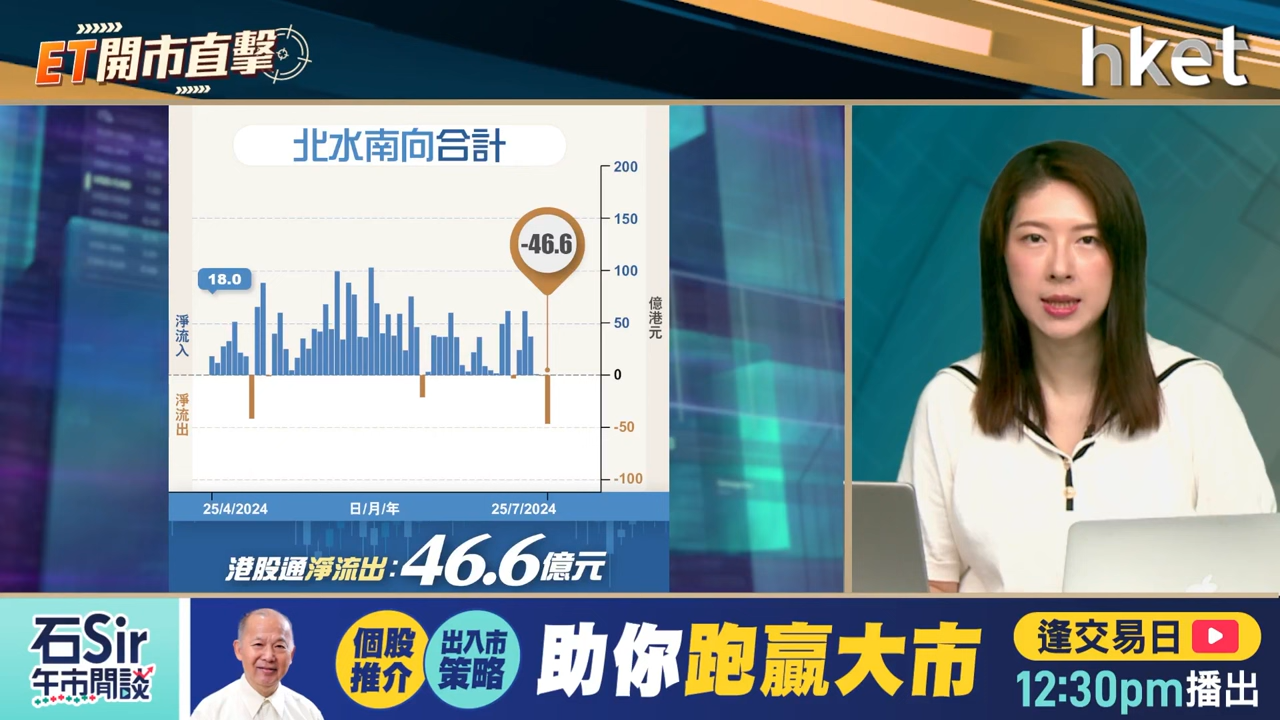 ET開市直擊
hket
北水南向合計
200
150
100
50
0
-50
-100
18.0
-46.6
淨流入
淨流出
億港元
25/4/2024
日/月/年
25/7/2024
港股通淨流出:46.6億元
石Sir
午市閒談
個股
推介
出入市
策略
助你跑贏大市
逢交易日
12:30pm播出